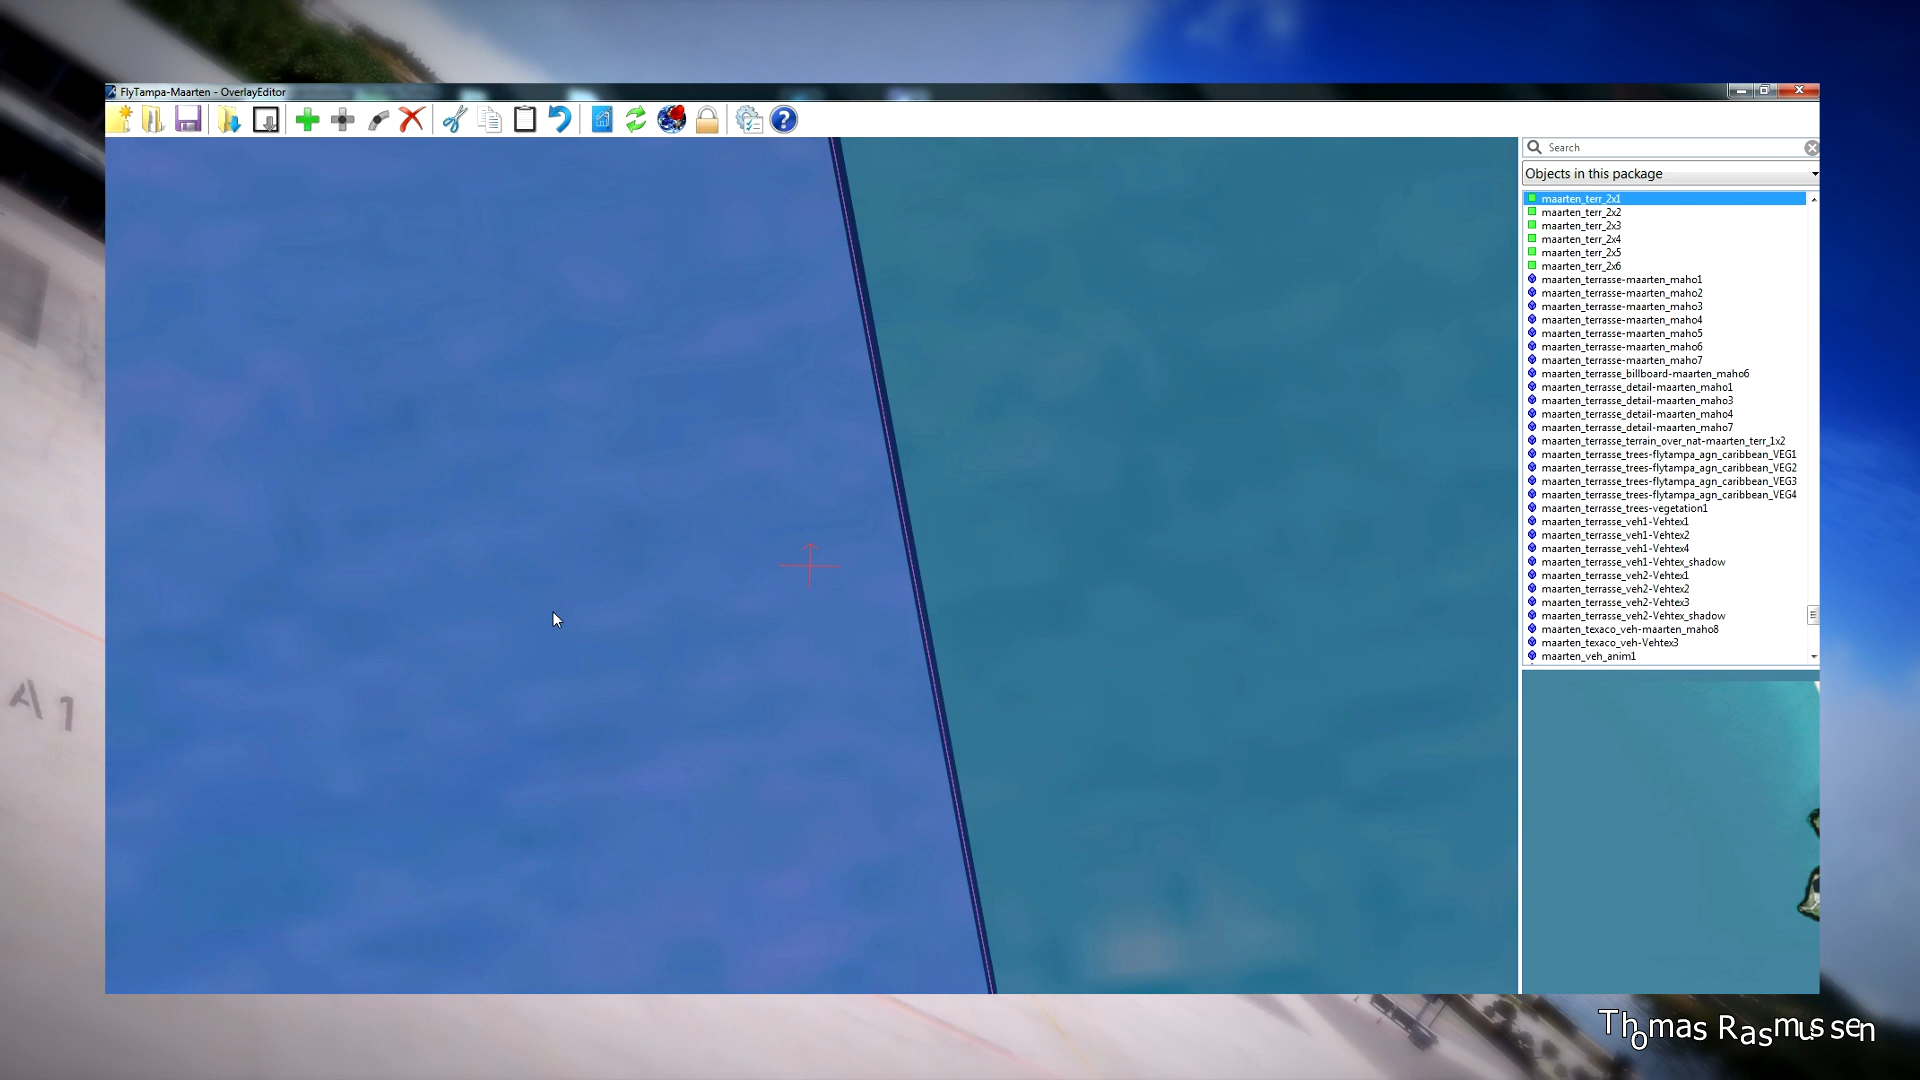 FlyTampa-Maarten - OverlayEditor
Search
Objects in this package
maarten_terr_2x1
maarten_terr_2x2
maarten_terr_2x3
maarten_terr_2x4
maarten_terr_2x5
maarten_terr_2x6
maarten_terrasse-maarten_maho1
maarten_terrasse-maarten_maho2
maarten_terrasse-maarten_maho3
maarten_terrasse-maarten_maho4
maarten_terrasse-maarten_maho5
maarten_terrasse-maarten_maho6
maarten_terrasse-maarten_maho7
maarten_terrasse_billboard-maarten_maho6
maarten_terrasse_detail-maarten_maho1
maarten_terrasse_detail-maarten_maho3
maarten_terrasse_detail-maarten_maho4
maarten_terrasse_detail-maarten_maho7
maarten_terrasse_terrain_over_nat-maarten_terr_1x2
maarten_terrasse_trees-flytampa_agn_caribbean_VEG1
maarten_terrasse_trees-flytampa_agn_caribbean_VEG2
maarten_terrasse_trees-flytampa_agn_caribbean_VEG3
maarten_terrasse_trees-flytampa_agn_caribbean_VEG4
maarten_terrasse_trees-vegetation1
maarten_terrasse_veh1-Vehtex1
maarten_terrasse_veh1-Vehtex2
maarten_terrasse_veh1-Vehtex4
maarten_terrasse_veh1-Vehtex_shadow
maarten_terrasse_veh2-Vehtex1
maarten_terrasse_veh2-Vehtex2
maarten_terrasse_veh2-Vehtex3
maarten_terrasse_veh2-Vehtex_shadow
maarten_texaco_veh-maarten_maho8
maarten_texaco_veh-Vehtex3
maarten_veh_anim1
A1
Thomas Rasmussen